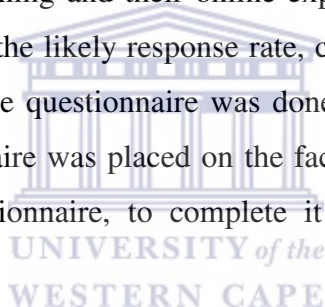 ning and their online exp
the likely response rate, c
e questionnaire was done
aire was placed on the fac
ionnaire, to complete it
UNIVERSITY of the
WESTERN CAPE